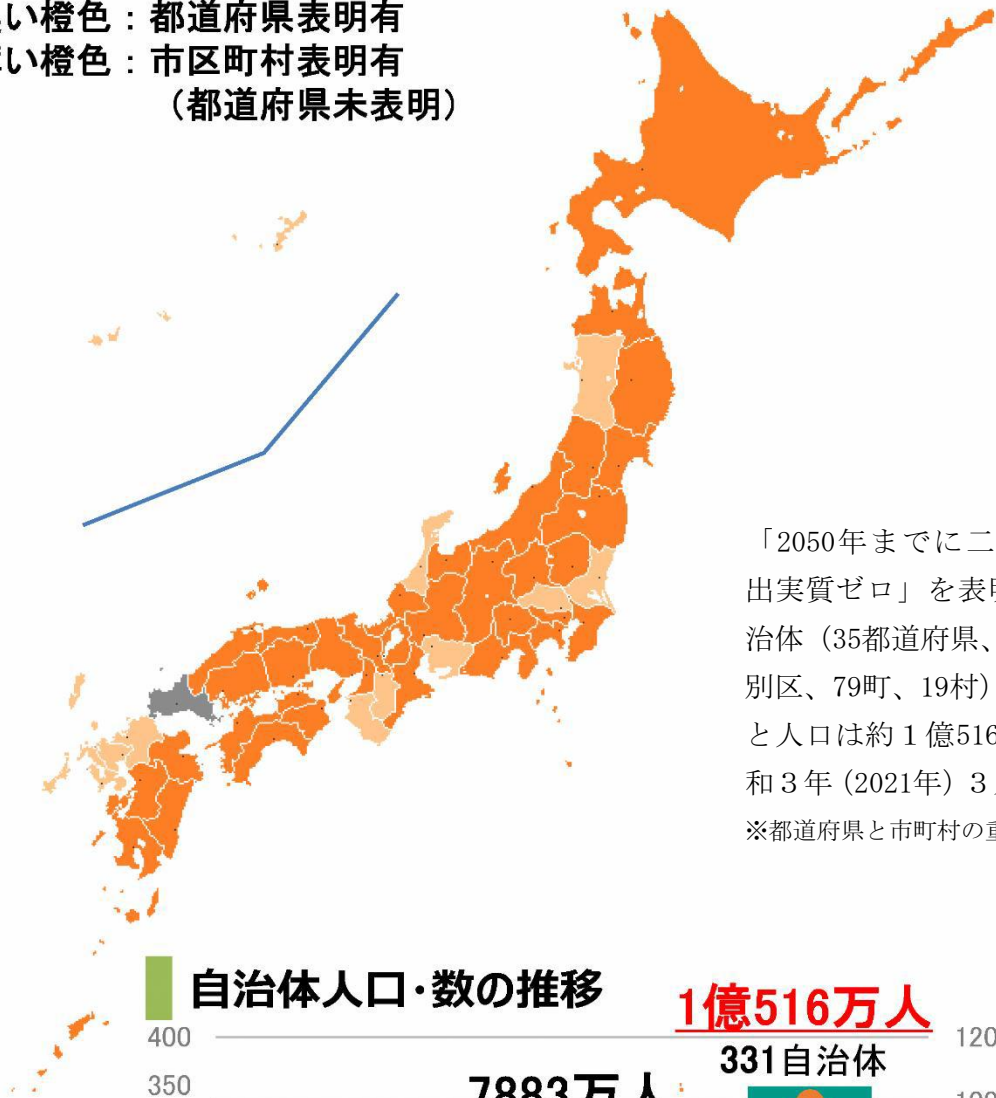 い橙色：都道府県表明有
い橙色：市区町村表明有
（都道府県未表明）
「2050年までに二
出実質ゼロ」を表明
治体（35都道府県、
別区、79町、19村）
と人口は約１億516
和３年（2021年）３
※都道府県と市町村の重
自治体人口･数の推移
1億516万人
400
120
331自治体
350
7883万人
100